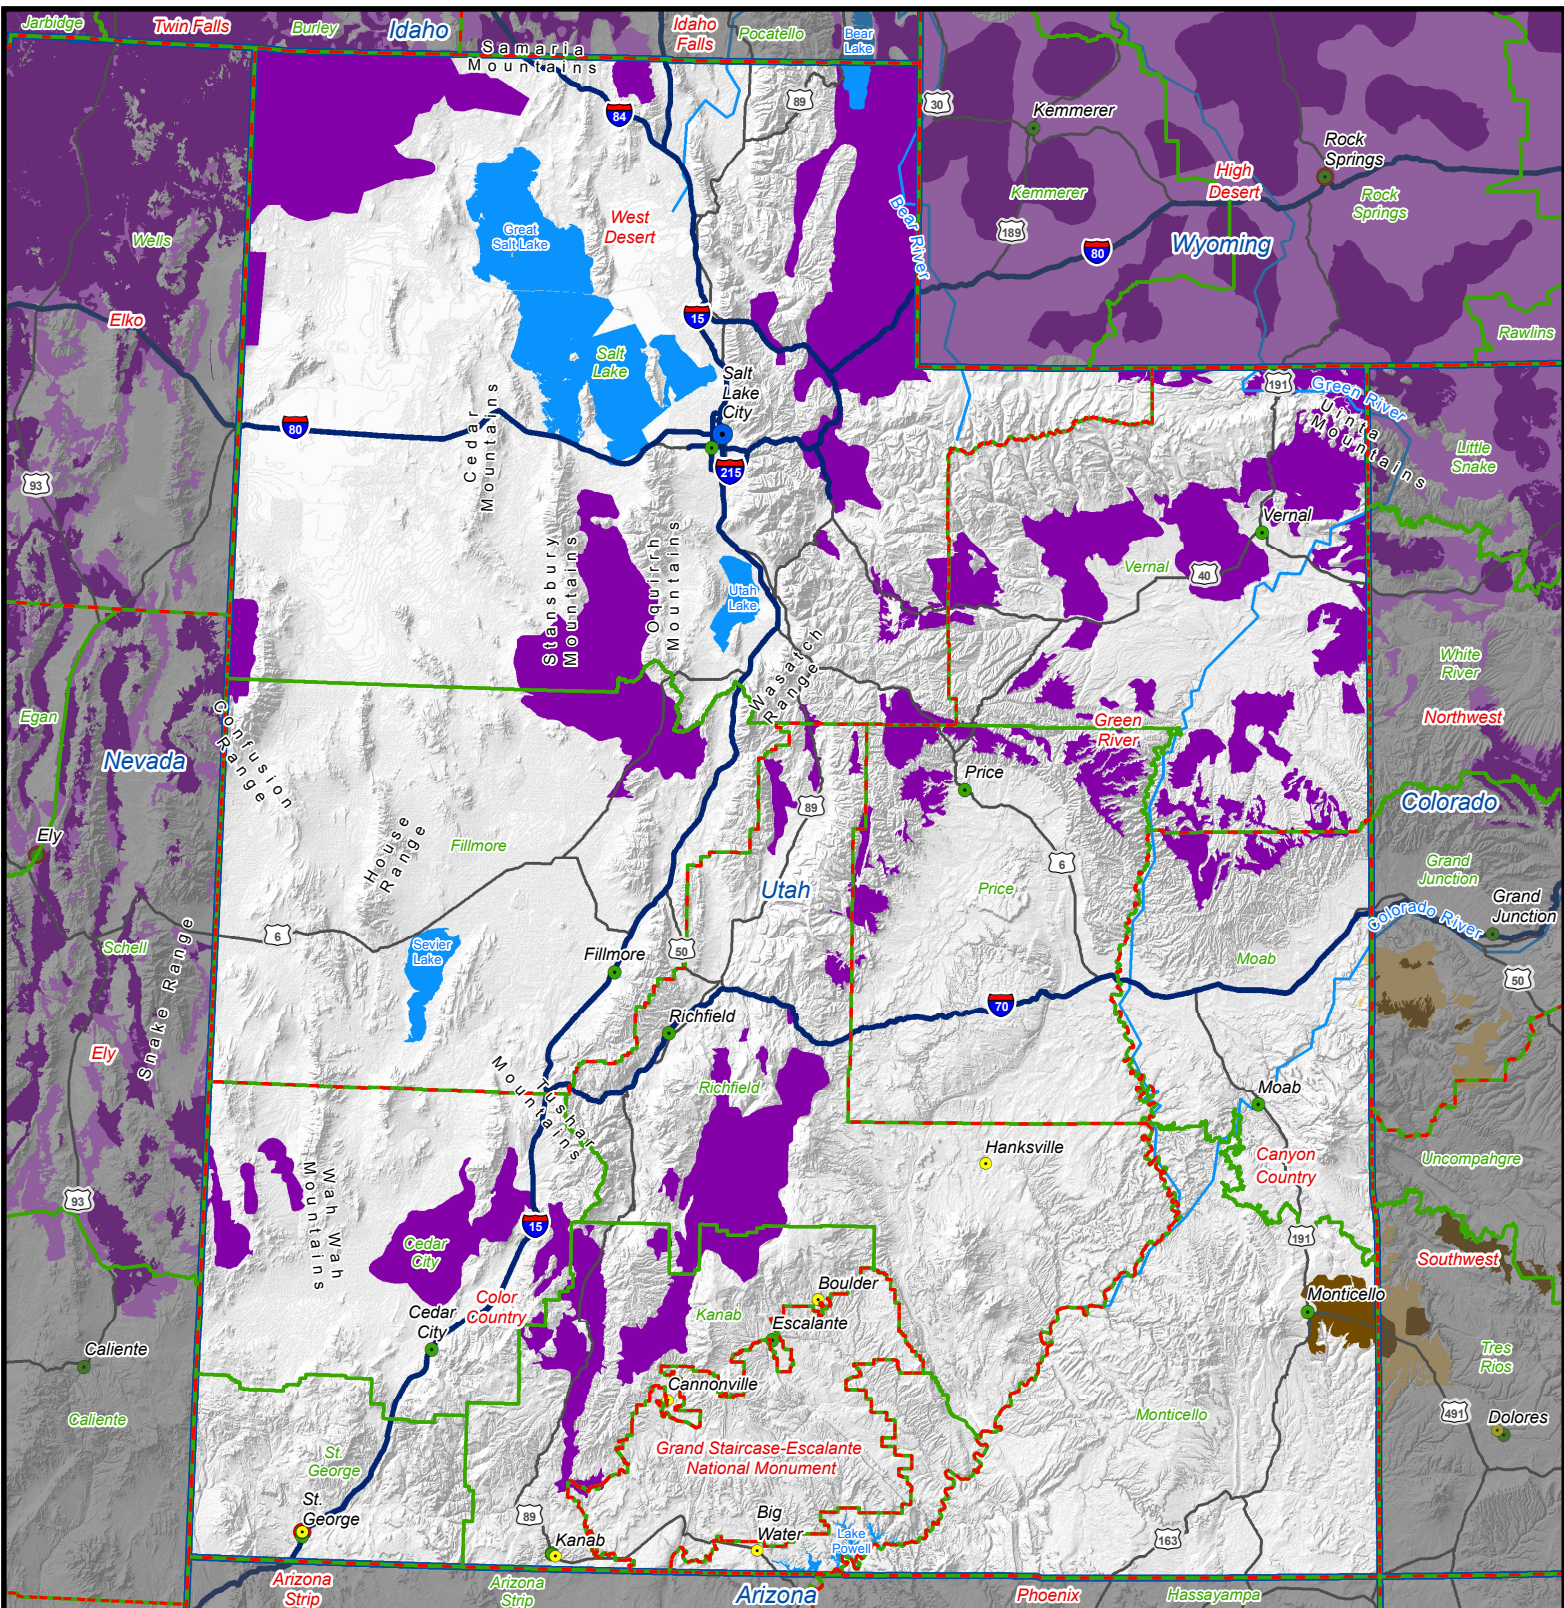 Jarbidge
Twin Falls
Burley
Idaho
Idaho
Falls
Pocatello
Bear
Lake
Samaria
Mountains
84
89
30
Kemmerer
Rock
Springs
High
Desert
Kemmerer
Rock
Springs
189
80
Wyoming
Rawlins
Bear River
Wells
Elko
Great
Salt Lake
West
Desert
15
Salt
Lake
Salt
Lake
City
80
215
93
Cedar
Mountains
Stansbury
Mountains
Oquirrh
Mountains
Utah
Lake
Wasatch
Range
191
Green River
Uinta
Mountains
Little
Snake
Vernal
Vernal
40
White
River
Northwest
Green
River
Egan
Nevada
Confusion
Range
Ely
House
Range
Fillmore
Price
89
6
Utah
Price
Colorado
Grand
Junction
Grand
Junction
Colorado River
Schell
Snake Range
6
Sevier
Lake
Fillmore
50
Moab
50
70
Richfield
Ely
Tushar
Mountains
Richfield
Moab
Hanksville
Canyon
Country
Uncompahgre
93
Wah Wah
Mountains
15
191
Cedar
City
Southwest
Color
Country
Cedar
City
Boulder
Kanab
Escalante
Monticello
Caliente
Tres
Rios
Cannonville
Caliente
Monticello
491
Dolores
Grand Staircase-Escalante
National Monument
St.
George
St.
George
89
Big
Water
Kanab
Lake
Powell
163
Arizona
Strip
Arizona
Strip
Arizona
Phoenix
Hassayampa